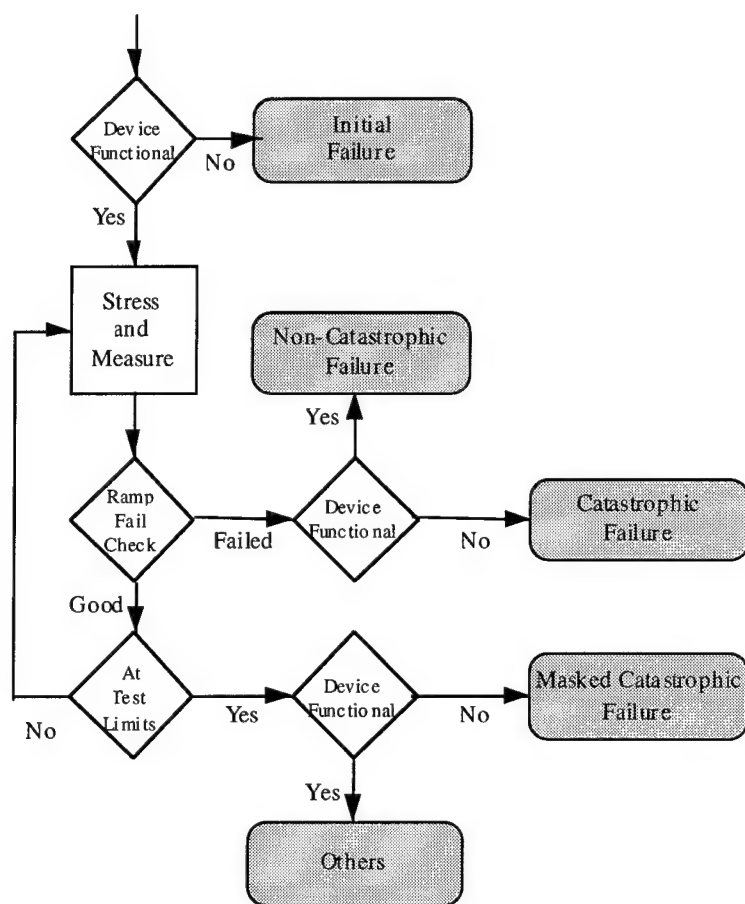 Device
Functional
No
Initial
Failure
Yes
Stress
and
Measure
Non-Catastrophic
Failure
Yes
Ramp
Fail
Check
Failed
Device
Functional
No
Catastrophic
Failure
Good
At
Test
Limits
No
Yes
Device
Functional
No
Masked Catastrophic
Failure
Yes
Others